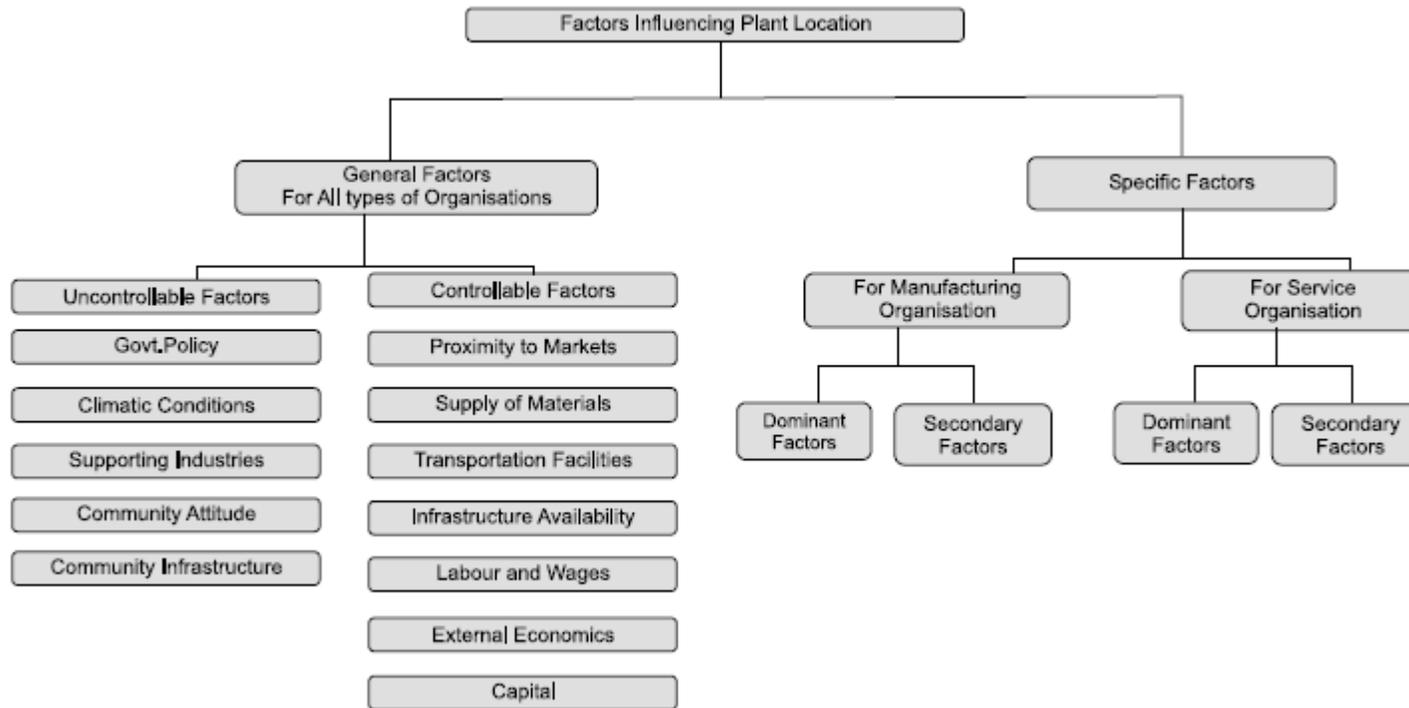 Factors Influencing Plant Location
General Factors
For All types of Organisations
Specific Factors
Uncontrollable Factors
Govt.Policy
Climatic Conditions
Supporting Industries
Community Attitude
Community Infrastructure
Controllable Factors
Proximity to Markets
Supply of Materials
Transportation Facilities
Infrastructure Availability
Labour and Wages
External Economics
Capital
For Manufacturing
Organisation
Dominant
Factors
Secondary
Factors
For Service
Organisation
Dominant
Factors
Secondary
Factors